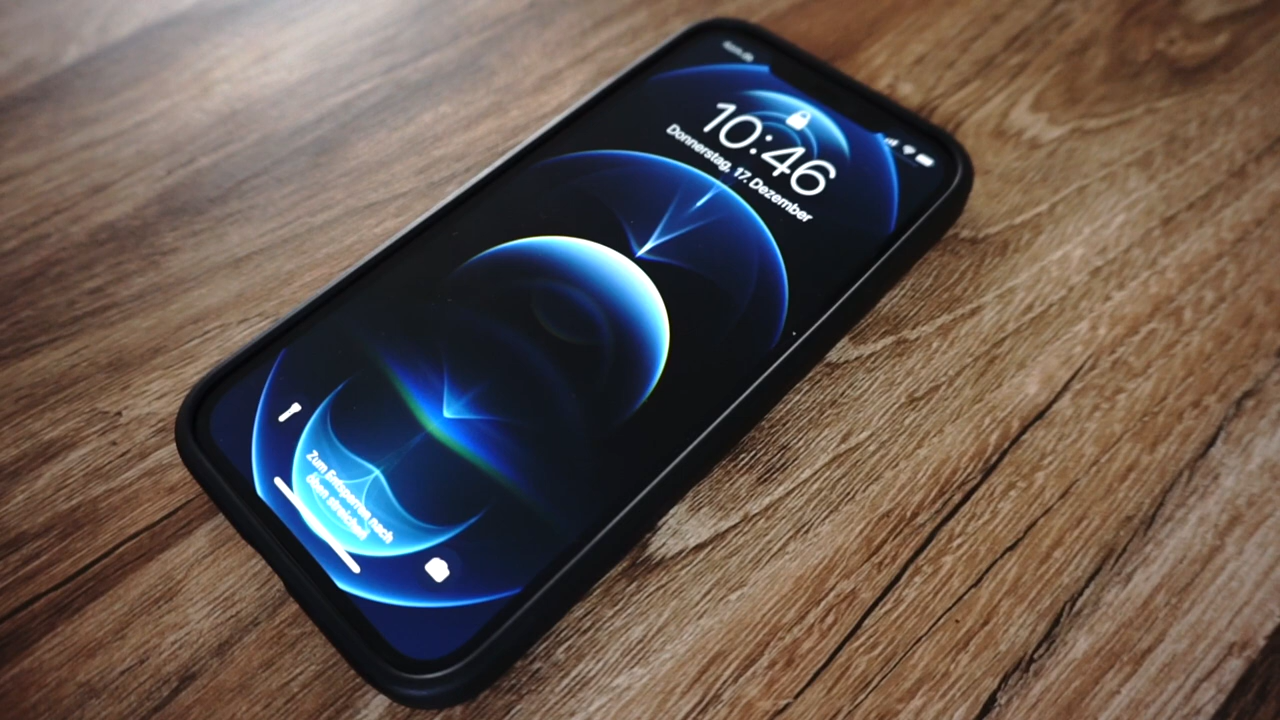 10:46
Donnerstag, 17. Dezember
Zum Entsperren nach
oben streichen